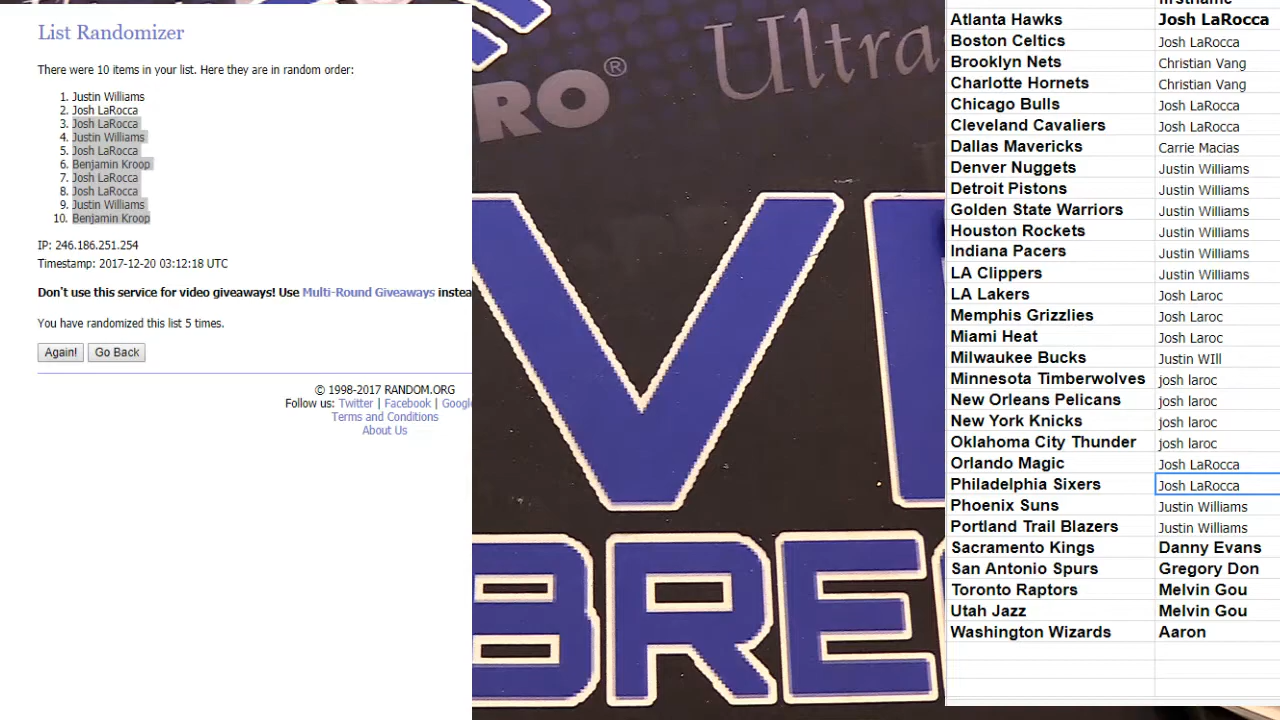 List Randomizer
There were 10 items in your list. Here they are in random order:
1. Justin Williams
2. Josh LaRocca
3. Josh LaRocca
4. Justin Williams
5. Josh LaRocca
6. Benjamin Kroop
7. Josh LaRocca
8. Josh LaRocca
9. Justin Williams
10. Benjamin Kroop
IP: 246.186.251.254
Timestamp: 2017-12-20 03:12:18 UTC
Don't use this service for video giveaways! Use Multi-Round Giveaways instea
You have randomized this list 5 times.
Again! Go Back
© 1998-2017 RANDOM.ORG
Follow us: Twitter | Facebook | Google
Terms and Conditions
About Us
RO®
Ultra
V
BRE
firstname
Atlanta Hawks Josh LaRocca
Boston Celtics Josh LaRocca
Brooklyn Nets Christian Vang
Charlotte Hornets Christian Vang
Chicago Bulls Josh LaRocca
Cleveland Cavaliers Josh LaRocca
Dallas Mavericks Carrie Macias
Denver Nuggets Justin Williams
Detroit Pistons Justin Williams
Golden State Warriors Justin Williams
Houston Rockets Justin Williams
Indiana Pacers Justin Williams
LA Clippers Justin Williams
LA Lakers Josh Laroc
Memphis Grizzlies Josh Laroc
Miami Heat Josh Laroc
Milwaukee Bucks Justin WIll
Minnesota Timberwolves josh laroc
New Orleans Pelicans josh laroc
New York Knicks josh laroc
Oklahoma City Thunder josh laroc
Orlando Magic Josh LaRocca
Philadelphia Sixers Josh LaRocca
Phoenix Suns Justin Williams
Portland Trail Blazers Justin Williams
Sacramento Kings Danny Evans
San Antonio Spurs Gregory Don
Toronto Raptors Melvin Gou
Utah Jazz Melvin Gou
Washington Wizards Aaron